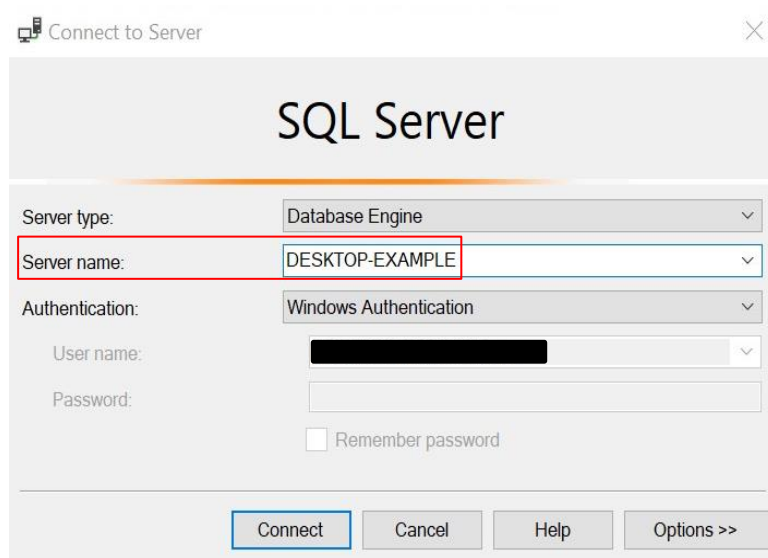 Connect to Server
SQL Server
Server type: Database Engine
Server name: DESKTOP-EXAMPLE
Authentication: Windows Authentication
User name:
Password:
Remember password
Connect Cancel Help Options >>